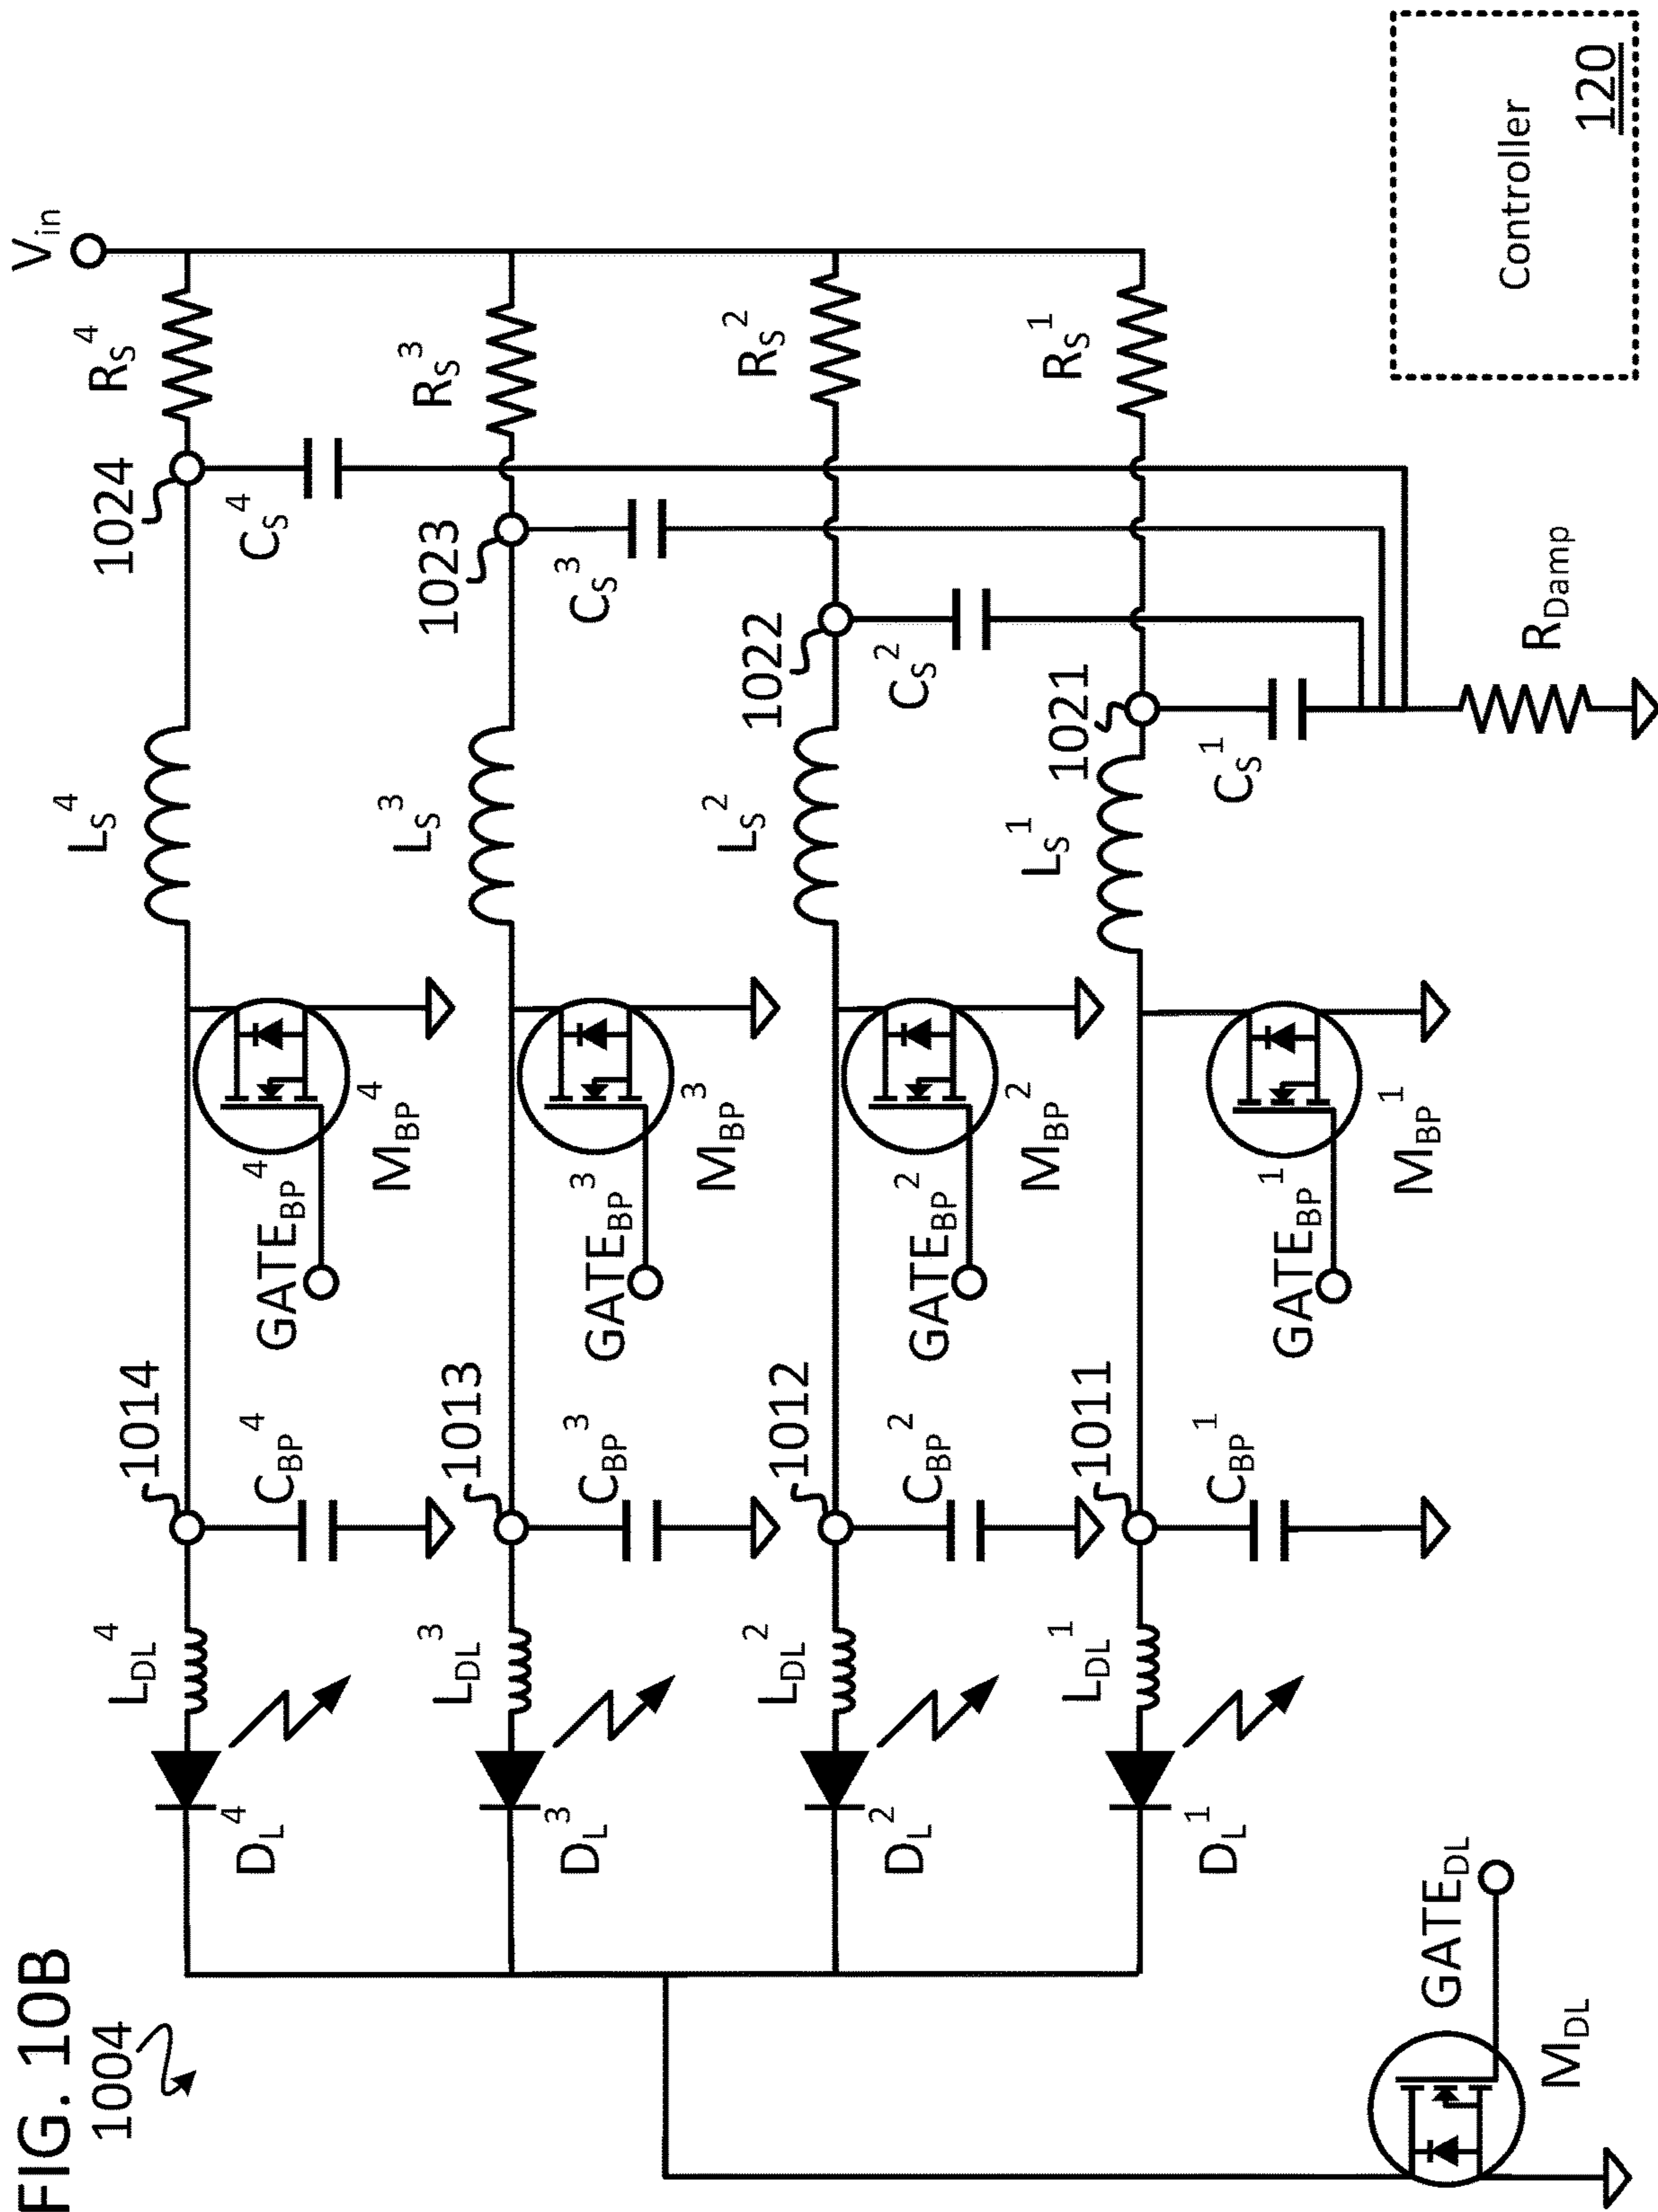 FIG. 10B
1004
V_in
R_S^4
1024
C_S^4
L_S^4
M_BP^4
GATE_BP^4
1014
C_BP^4
L_DL^4
D_L^4
R_S^3
1023
C_S^3
L_S^3
M_BP^3
GATE_BP^3
1013
C_BP^3
L_DL^3
D_L^3
R_S^2
1022
C_S^2
L_S^2
M_BP^2
GATE_BP^2
1012
C_BP^2
L_DL^2
D_L^2
R_S^1
1021
C_S^1
L_S^1
M_BP^1
GATE_BP^1
1011
C_BP^1
L_DL^1
D_L^1
R_Damp
GATE_DL
M_DL
Controller
120